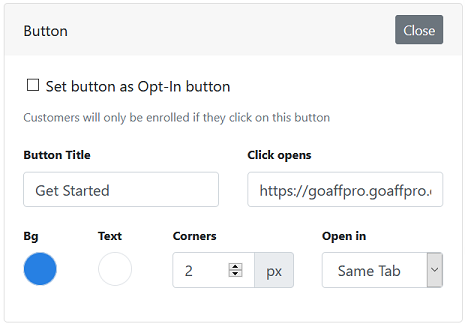 Button
Close
Set button as Opt-In button
Customers will only be enrolled if they click on this button
Button Title
Click opens
Get Started
https://goaffpro.goaffpro.
Bg
Text
Corners
Open in
2
px
Same Tab